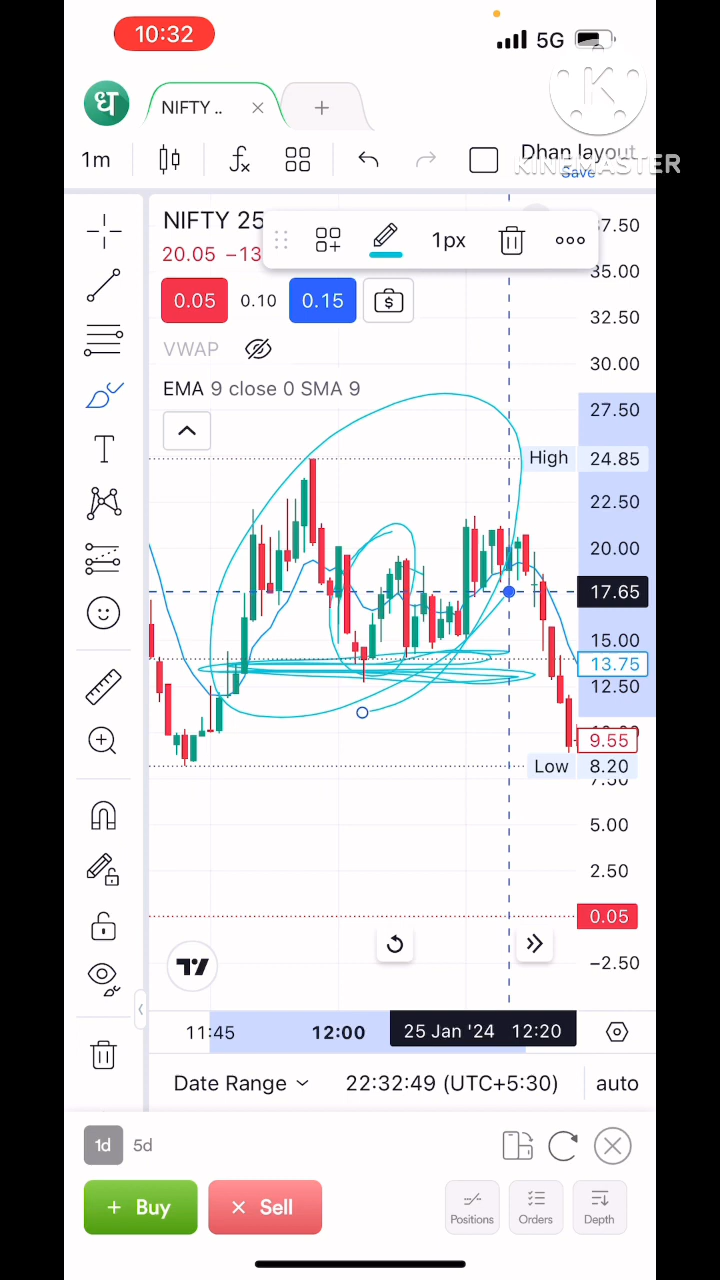 10:32
5G
ध
NIFTY ..
K
1m
Dhan layout
Save
KINEMASTER
NIFTY 25
20.05 −13
1px
37.50
35.00
0.05 0.10 0.15
32.50
VWAP
30.00
EMA 9 close 0 SMA 9
27.50
High 24.85
22.50
20.00
17.65
15.00
13.75
12.50
9.55
Low 8.20
7.50
5.00
2.50
0.05
−2.50
11:45 12:00 25 Jan '24 12:20
Date Range 22:32:49 (UTC+5:30) auto
1d 5d
+ Buy × Sell
Positions Orders Depth